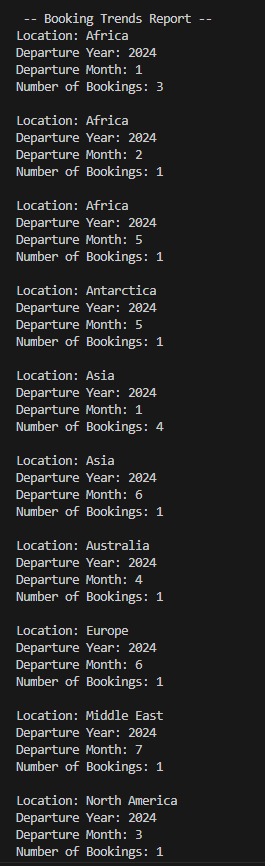 -- Booking Trends Report --
Location: Africa
Departure Year: 2024
Departure Month: 1
Number of Bookings: 3

Location: Africa
Departure Year: 2024
Departure Month: 2
Number of Bookings: 1

Location: Africa
Departure Year: 2024
Departure Month: 5
Number of Bookings: 1

Location: Antarctica
Departure Year: 2024
Departure Month: 5
Number of Bookings: 1

Location: Asia
Departure Year: 2024
Departure Month: 1
Number of Bookings: 4

Location: Asia
Departure Year: 2024
Departure Month: 6
Number of Bookings: 1

Location: Australia
Departure Year: 2024
Departure Month: 4
Number of Bookings: 1

Location: Europe
Departure Year: 2024
Departure Month: 6
Number of Bookings: 1

Location: Middle East
Departure Year: 2024
Departure Month: 7
Number of Bookings: 1

Location: North America
Departure Year: 2024
Departure Month: 3
Number of Bookings: 1